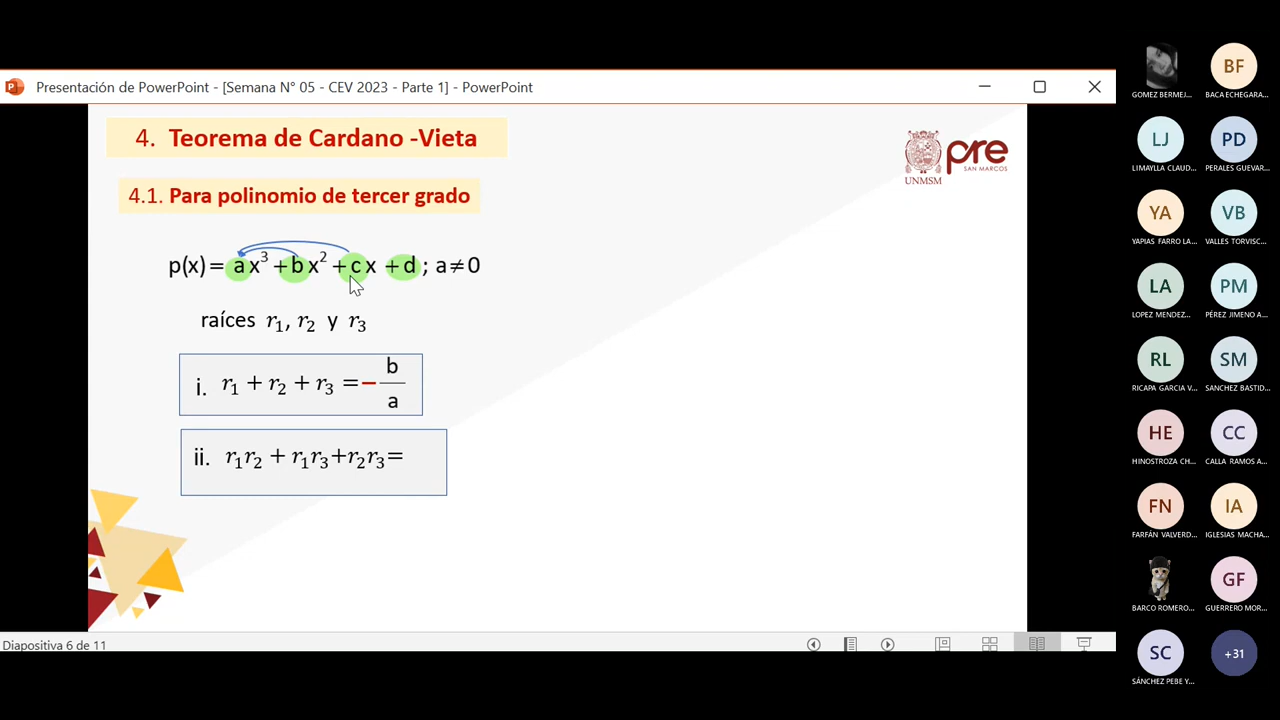 Presentación de PowerPoint - [Semana N° 05 - CEV 2023 - Parte 1] - PowerPoint
4. Teorema de Cardano -Vieta
pre
SAN MARCOS
UNMSM
4.1. Para polinomio de tercer grado
p(x)= ax³ +bx² +cx +d ; a≠0
raíces r₁, r₂ y r₃
i. r₁ + r₂ + r₃ =− b/a
ii. r₁r₂ + r₁r₃+r₂r₃=
Diapositiva 6 de 11
GOMEZ BERMEJ...
BF
BACA ECHEGARA...
LJ
LIMAYLLA CLAUD...
PD
PERALES GUEVAR...
YA
YAPIAS FARRO LA...
VB
VALLES TORVISC...
LA
LOPEZ MENDEZ...
PM
PÉREZ JIMENO A...
RL
RICAPA GARCIA V...
SM
SANCHEZ BASTID...
HE
HINOSTROZA CH...
CC
CALLA RAMOS A...
FN
FARFÁN VALVERD...
IA
IGLESIAS MACHA...
BARCO ROMERO...
GF
GUERRERO MOR...
SC
SÁNCHEZ PEBE Y...
+31